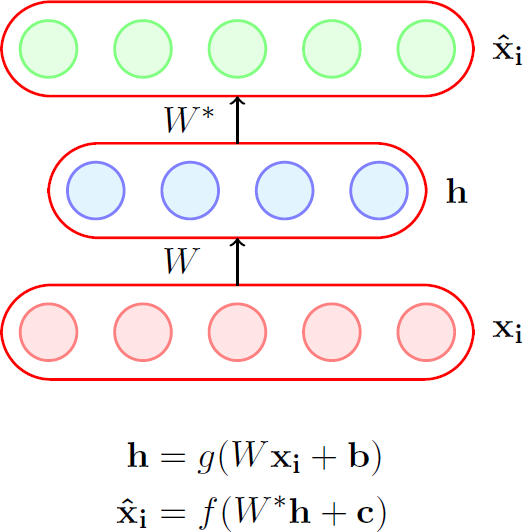 x̂ᵢ
W*
h
W
xᵢ
h = g(Wxᵢ + b)
x̂ᵢ = f(W*h + c)